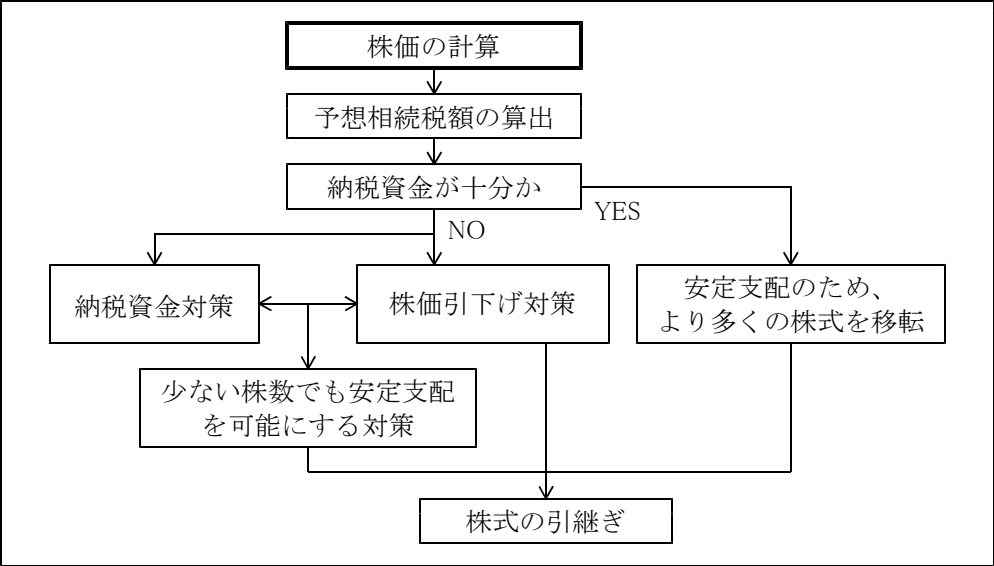 株価の計算
予想相続税額の算出
納税資金が十分か
YES
NO
納税資金対策
株価引下げ対策
安定支配のため、
より多くの株式を移転
少ない株数でも安定支配
を可能にする対策
株式の引継ぎ